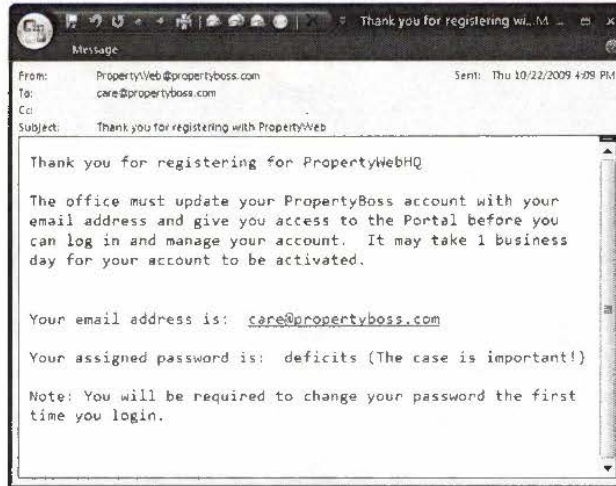 Thank you for registering wi... M
Message
From: PropertyWeb@propertyboss.com Sent: Thu 10/22/2009 4:09 PM
To: care@propertyboss.com
Cc:
Subject: Thank you for registering with PropertyWeb
Thank you for registering for PropertyWebHQ
The office must update your PropertyBoss account with your
email address and give you access to the Portal before you
can log in and manage your account. It may take 1 business
day for your account to be activated.
Your email address is: care@propertyboss.com
Your assigned password is: deficits (The case is important!)
Note: You will be required to change your password the first
time you login.